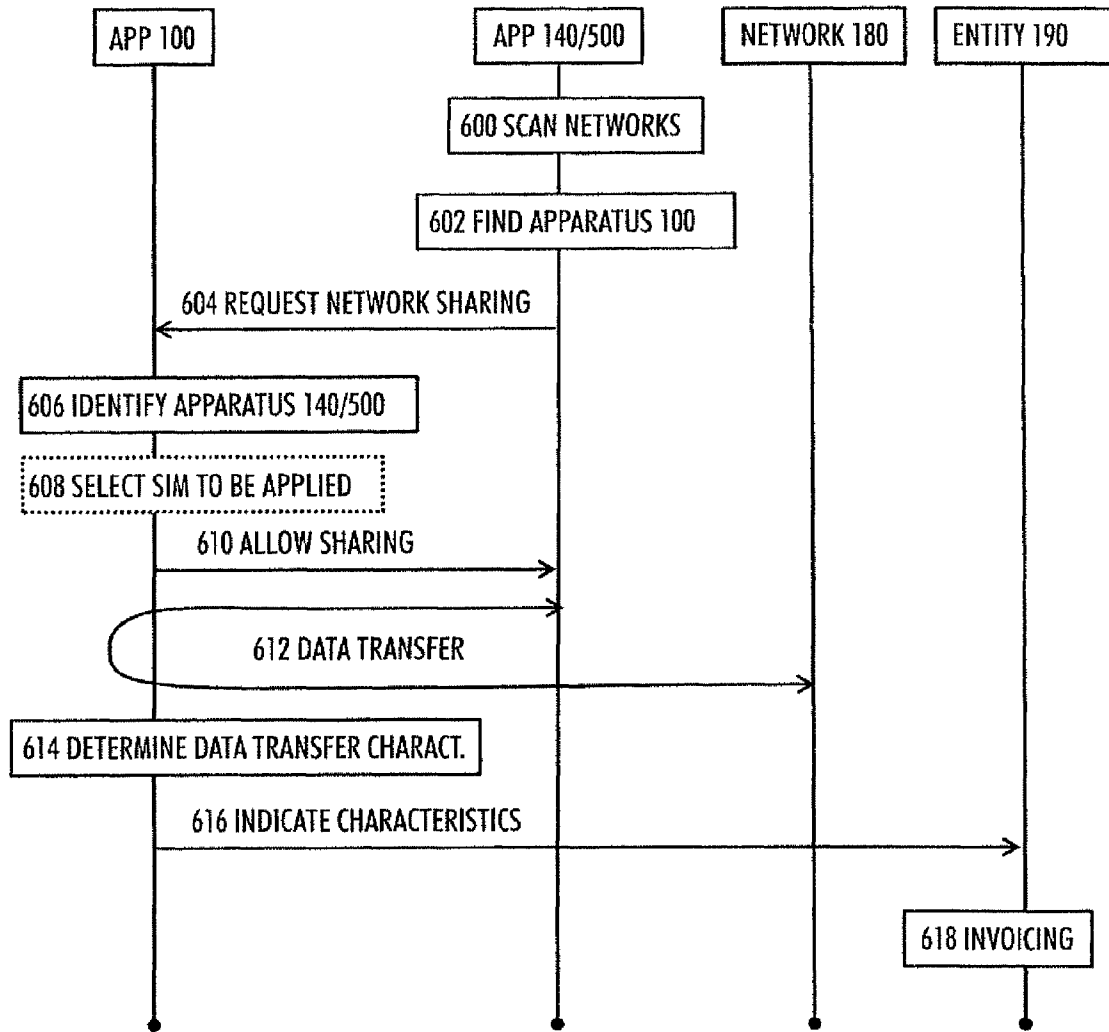 APP 100
APP 140/500
NETWORK 180
ENTITY 190
600 SCAN NETWORKS
602 FIND APPARATUS 100
604 REQUEST NETWORK SHARING
606 IDENTIFY APPARATUS 140/500
608 SELECT SIM TO BE APPLIED
610 ALLOW SHARING
612 DATA TRANSFER
614 DETERMINE DATA TRANSFER CHARACT.
616 INDICATE CHARACTERISTICS
618 INVOICING